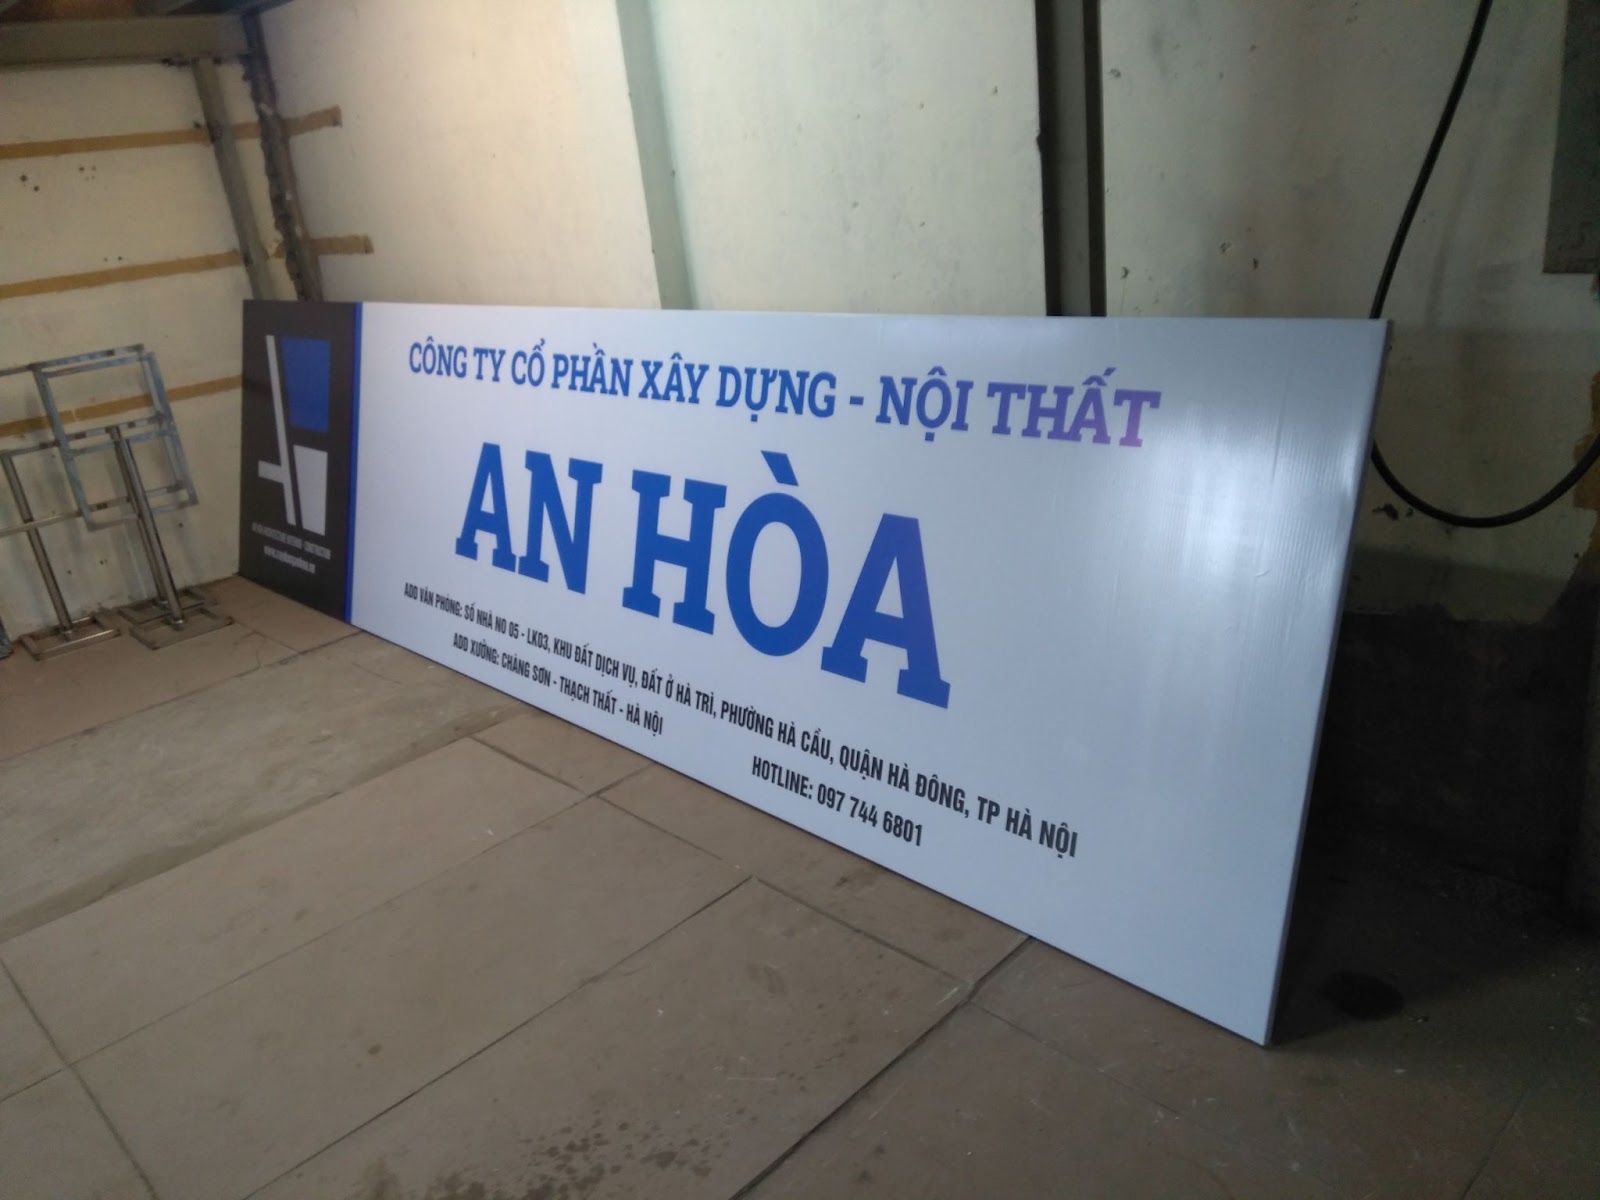 CÔNG TY CỔ PHẦN XÂY DỰNG - NỘI THẤT
AN HÒA
ADD VĂN PHÒNG: SỐ NHÀ NO 05 - LK03, KHU ĐẤT DỊCH VỤ, ĐẤT Ở HÀ TRÌ, PHƯỜNG HÀ CẦU, QUẬN HÀ ĐÔNG, TP HÀ NỘI
ADD XƯỞNG: CHÀNG SƠN - THẠCH THẤT - HÀ NỘI
HOTLINE: 097 744 6801